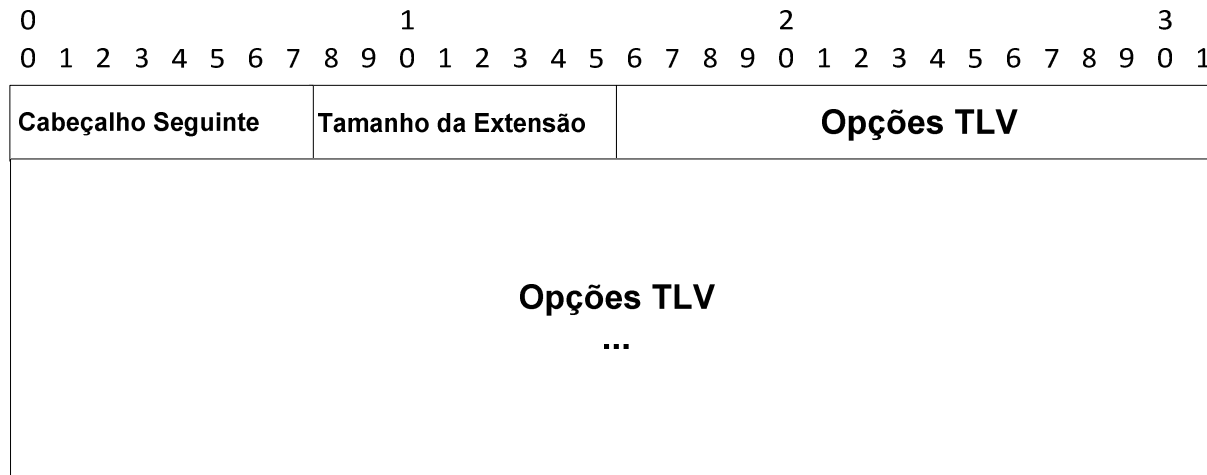 0 1 2 3
0 1 2 3 4 5 6 7 8 9 0 1 2 3 4 5 6 7 8 9 0 1 2 3 4 5 6 7 8 9 0 1
Cabeçalho Seguinte Tamanho da Extensão Opções TLV
Opções TLV
...